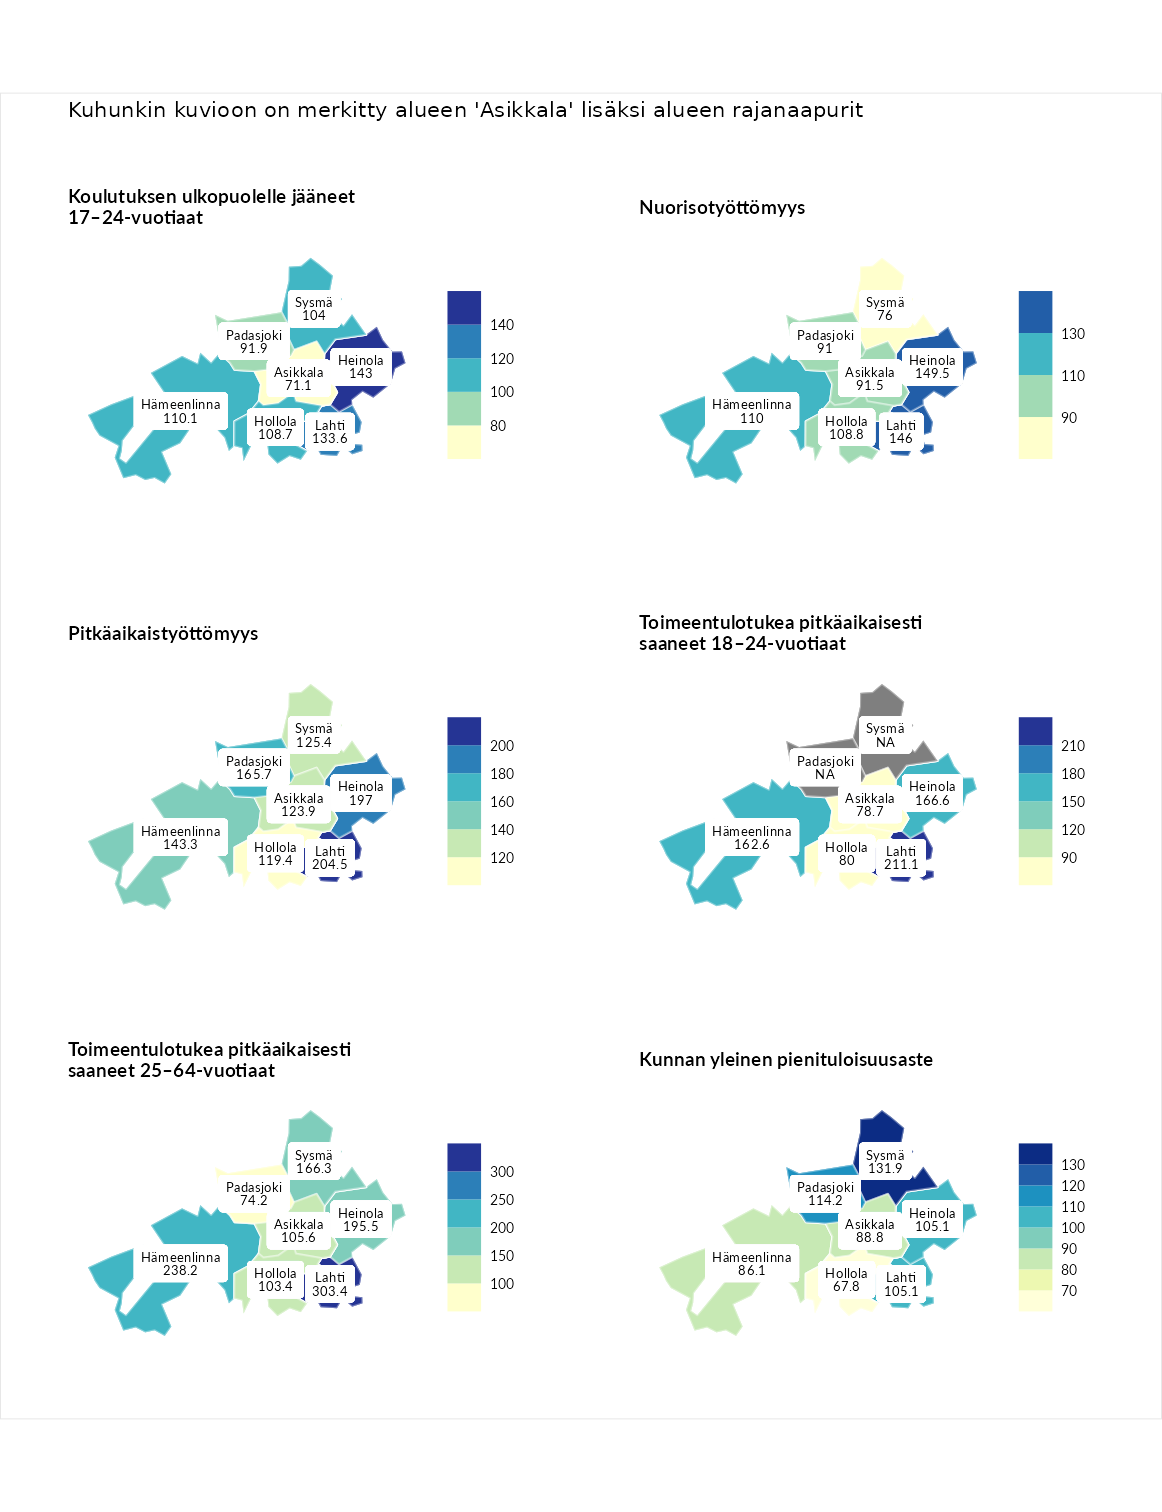 Kuhunkin kuvioon on merkitty alueen 'Asikkala' lisäksi alueen rajanaapurit
Koulutuksen ulkopuolelle jääneet
17–24-vuotiaat
Sysmä
104
Padasjoki
91.9
Heinola
143
Asikkala
71.1
Hämeenlinna
110.1
Hollola
108.7
Lahti
133.6
140
120
100
80
Nuorisotyöttömyys
Sysmä
76
Padasjoki
91
Heinola
149.5
Asikkala
91.5
Hämeenlinna
110
Hollola
108.8
Lahti
146
130
110
90
Pitkäaikaistyöttömyys
Sysmä
125.4
Padasjoki
165.7
Heinola
197
Asikkala
123.9
Hämeenlinna
143.3
Hollola
119.4
Lahti
204.5
200
180
160
140
120
Toimeentulotukea pitkäaikaisesti
saaneet 18–24-vuotiaat
Sysmä
NA
Padasjoki
NA
Heinola
166.6
Asikkala
78.7
Hämeenlinna
162.6
Hollola
80
Lahti
211.1
210
180
150
120
90
Toimeentulotukea pitkäaikaisesti
saaneet 25–64-vuotiaat
Sysmä
166.3
Padasjoki
74.2
Heinola
195.5
Asikkala
105.6
Hämeenlinna
238.2
Hollola
103.4
Lahti
303.4
300
250
200
150
100
Kunnan yleinen pienituloisuusaste
Sysmä
131.9
Padasjoki
114.2
Heinola
105.1
Asikkala
88.8
Hämeenlinna
86.1
Hollola
67.8
Lahti
105.1
130
120
110
100
90
80
70